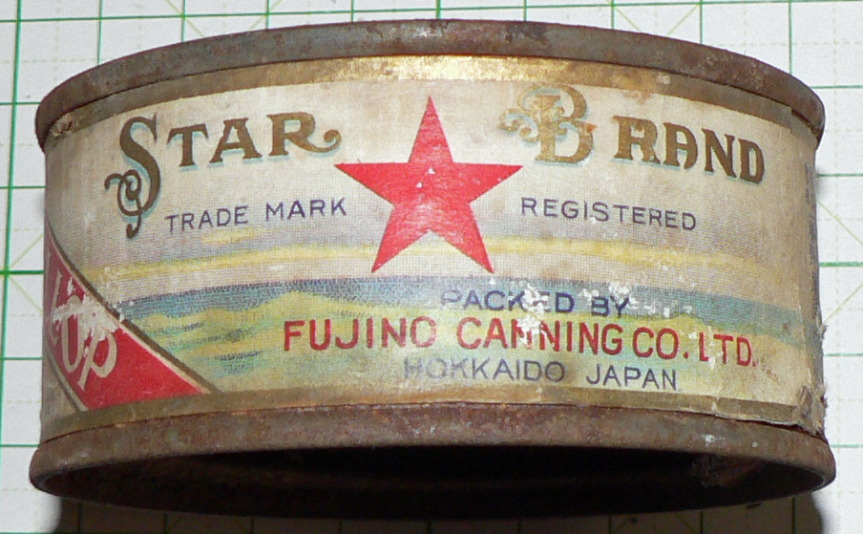 STAR BRAND
TRADE MARK REGISTERED
PACKED BY
FUJINO CANNING CO. LTD.
HOKKAIDO JAPAN